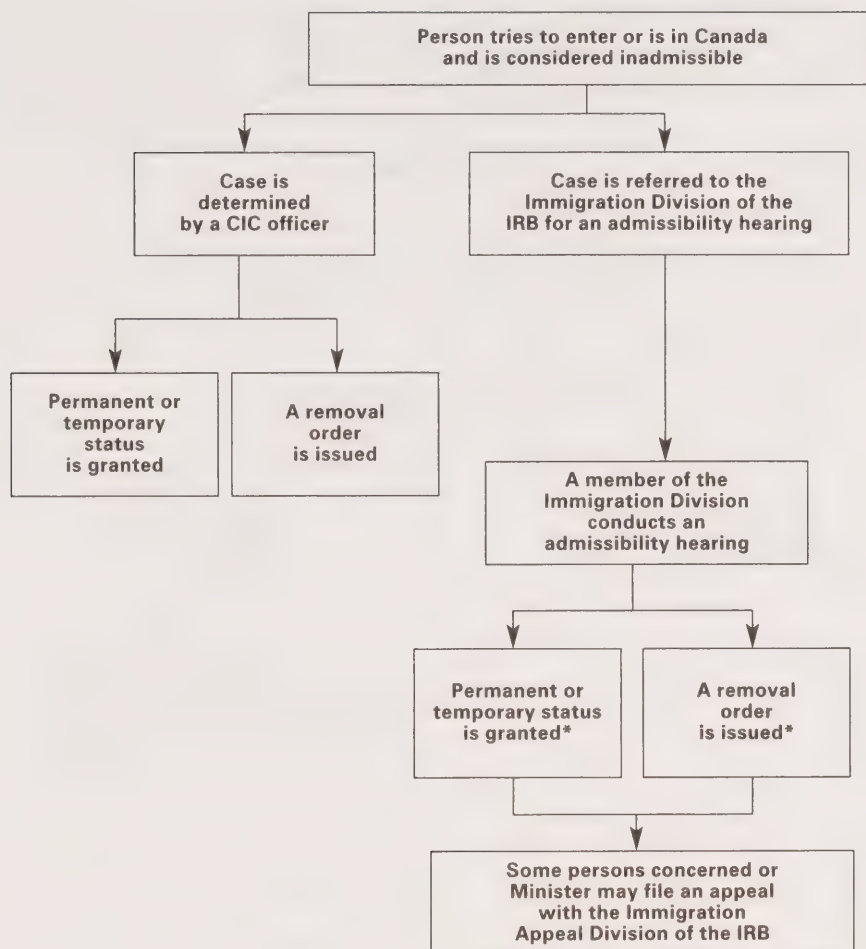 Person tries to enter or is in Canada
and is considered inadmissible
Case is
determined
by a CIC officer
Case is referred to the
Immigration Division of the
IRB for an admissibility hearing
Permanent or
temporary
status
is granted
A removal
order
is issued
A member of the
Immigration Division
conducts an
admissibility hearing
Permanent or
temporary status
is granted*
A removal
order
is issued*
Some persons concerned or
Minister may file an appeal
with the Immigration
Appeal Division of the IRB